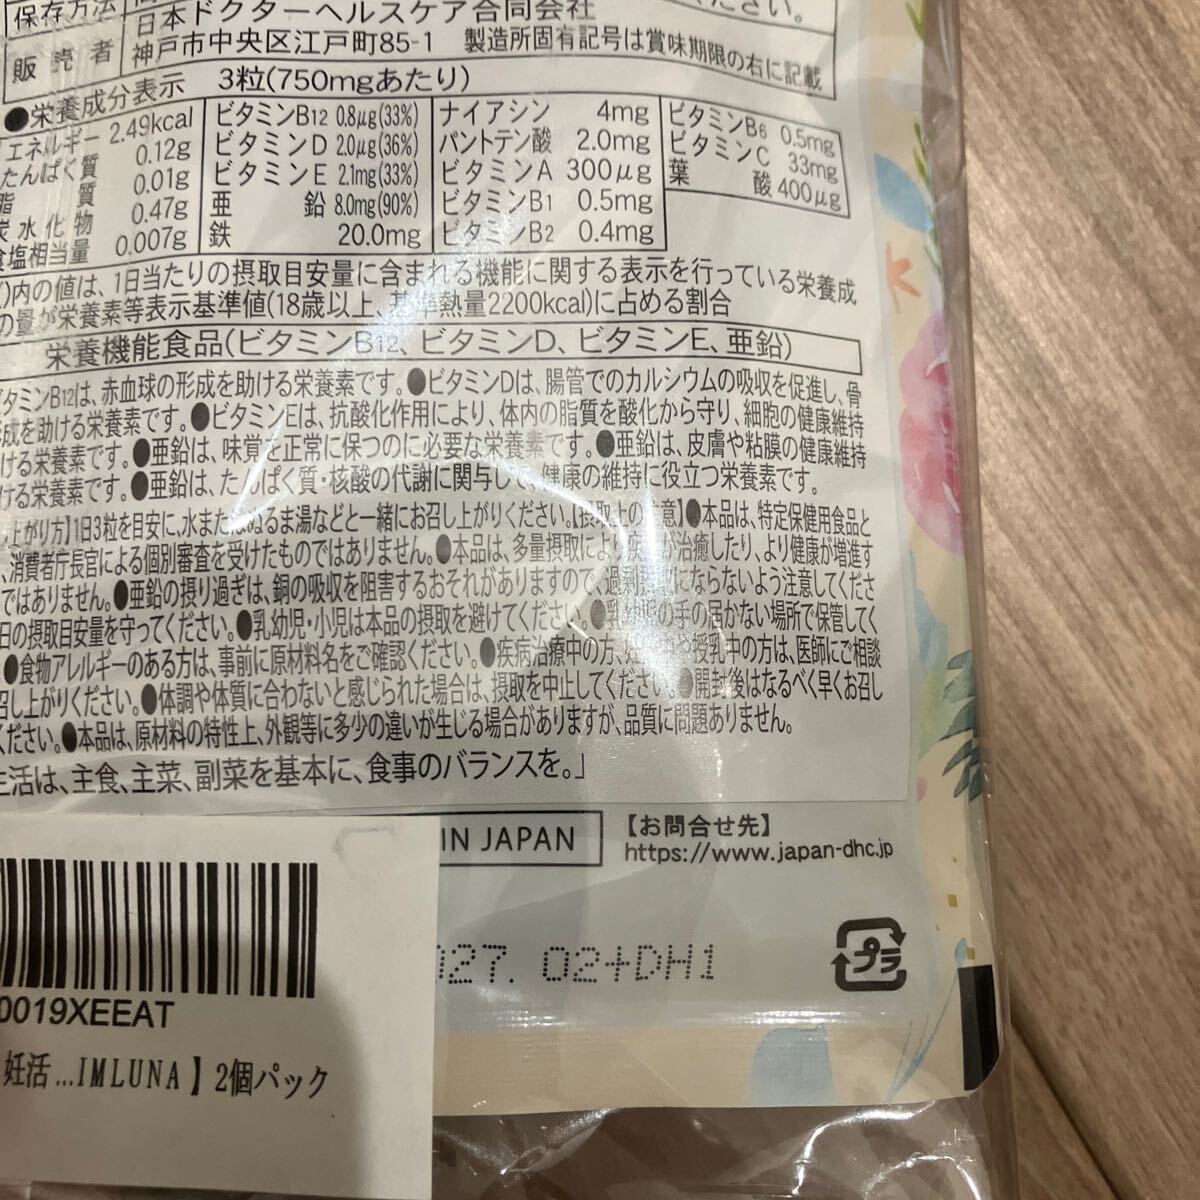 保存方法
ください。
販売者
日本ドクターヘルスケア合同会社
神戸市中央区江戸町85-1 製造所固有記号は賞味期限の右に記載
●栄養成分表示 3粒(750mgあたり)
エネルギー 2.49kcal
たんぱく質 0.12g
脂質 0.01g
炭水化物 0.47g
食塩相当量 0.007g
ビタミンB12 0.8μg(33%)
ビタミンD 2.0μg(36%)
ビタミンE 2.1mg(33%)
亜鉛 8.0mg(90%)
鉄 20.0mg
ナイアシン 4mg
パントテン酸 2.0mg
ビタミンA 300μg
ビタミンB1 0.5mg
ビタミンB2 0.4mg
ビタミンB6 0.5mg
ビタミンC 33mg
葉酸 400μg
()内の値は、1日当たりの摂取目安量に含まれる機能に関する表示を行っている栄養成
の量が栄養素等表示基準値(18歳以上、基準熱量2200kcal)に占める割合
栄養機能食品(ビタミンB12、ビタミンD、ビタミンE、亜鉛)
ビタミンB12は、赤血球の形成を助ける栄養素です。●ビタミンDは、腸管でのカルシウムの吸収を促進し、骨
形成を助ける栄養素です。●ビタミンEは、抗酸化作用により、体内の脂質を酸化から守り、細胞の健康維持
ける栄養素です。●亜鉛は、味覚を正常に保つのに必要な栄養素です。●亜鉛は、皮膚や粘膜の健康維持
ける栄養素です。●亜鉛は、たんぱく質・核酸の代謝に関与して、健康の維持に役立つ栄養素です。
上がり方】1日3粒を目安に、水またはぬるま湯などと一緒にお召し上がりください。【摂取上の注意】●本品は、特定保健用食品と
、消費者庁長官による個別審査を受けたものではありません。●本品は、多量摂取により疾病が治癒したり、より健康が増進す
ではありません。●亜鉛の摂り過ぎは、銅の吸収を阻害するおそれがありますので、過剰摂取にならないよう注意してくださ
日の摂取目安量を守ってください。●乳幼児・小児は本品の摂取を避けてください。●乳幼児の手の届かない場所で保管してく
●食物アレルギーのある方は、事前に原材料名をご確認ください。●疾病治療中の方、妊娠中や授乳中の方は、医師にご相談
召し上がりください。●体調や体質に合わないと感じられた場合は、摂取を中止してください。●開封後はなるべく早くお召し
ください。●本品は、原材料の特性上、外観等に多少の違いが生じる場合がありますが、品質に問題ありません。
生活は、主食、主菜、副菜を基本に、食事のバランスを。」
IN JAPAN
【お問合せ先】
https://www.japan-dhc.jp
027. 02+DH1
プラ
0019XEEAT
妊活 ...IMLUNA】2個パック